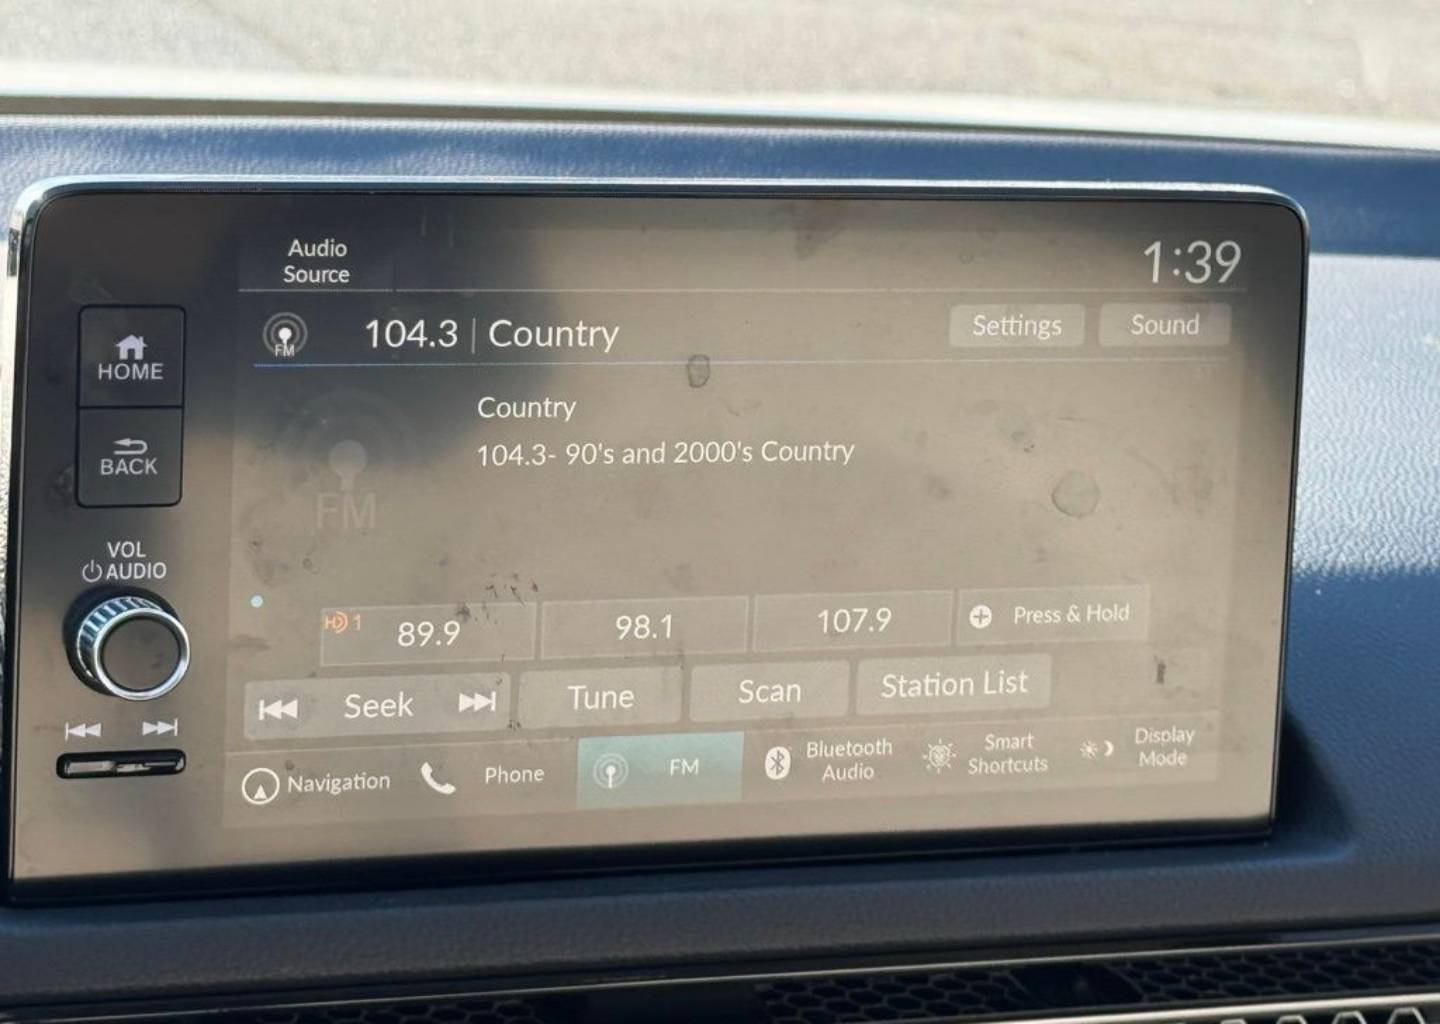 Audio
Source
1:39
FM
104.3 | Country
Settings
Sound
HOME
BACK
Country
104.3- 90's and 2000's Country
FM
VOL
AUDIO
HD 1
89.9
98.1
107.9
Press & Hold
Seek
Tune
Scan
Station List
Navigation
Phone
FM
Bluetooth
Audio
Smart
Shortcuts
Display
Mode